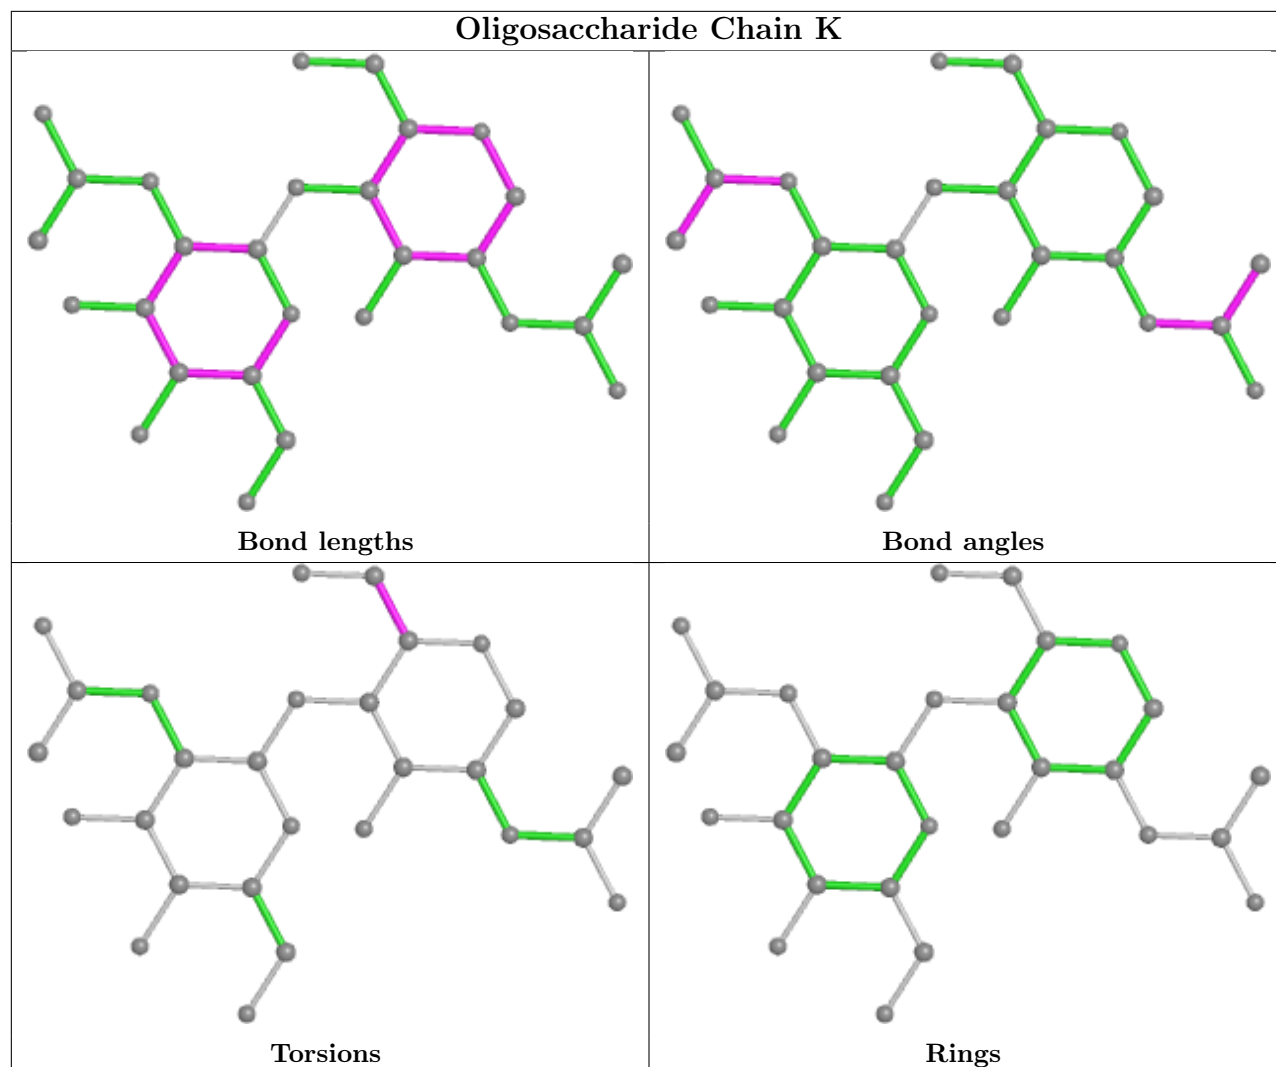 Oligosaccharide Chain K
Bond lengths
Bond angles
Torsions
Rings